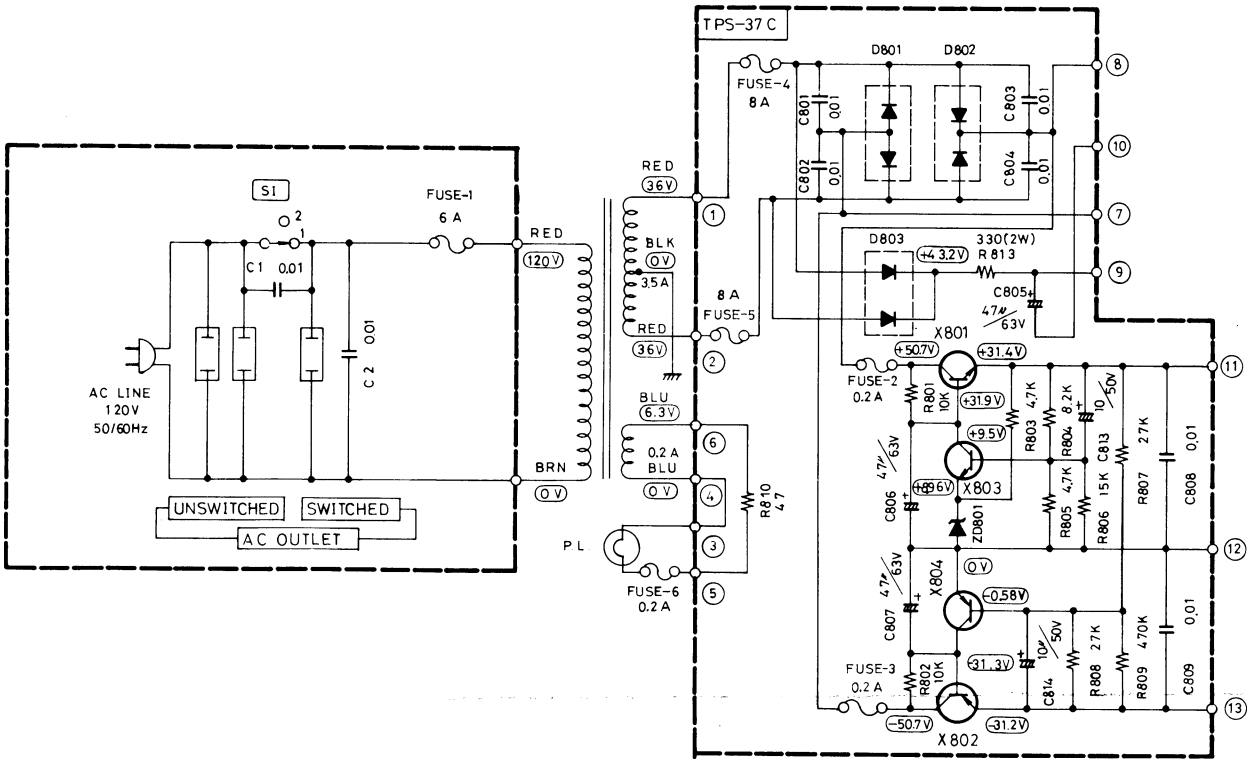 TPS-37C
D801
D802
FUSE-4
8A
C801
0.01
C802
0.01
C803
0.01
C804
0.01
8
10
7
9
S1
2
1
C1 0.01
FUSE-1
6A
RED
120V
RED
36V
1
BLK
0V
3.5A
RED
36V
2
8A
FUSE-5
D803
+43.2V
330(2W)
R813
C805
+
47μ/63V
C2 0.01
AC LINE
120V
50/60Hz
BRN
0V
UNSWITCHED
SWITCHED
AC OUTLET
BLU
6.3V
6
0.2A
BLU
0V
4
R810
47
P.L.
3
5
FUSE-6
0.2A
FUSE-2
0.2A
+50.7V
X801
+31.4V
11
R801
10K
+31.9V
+9.5V
X803
+8.96V
ZD801
R803
4.7K
R804
8.2K
C813
+
10/50V
R805
4.7K
R806
15K
R807
27K
C808
0.01
C806
+
47μ/63V
12
0V
X804
-0.58V
C807
+
47μ/63V
-31.3V
C814
+
10μ/50V
R808
27K
R809
470K
C809
0.01
FUSE-3
0.2A
R802
10K
-50.7V
X802
-31.2V
13